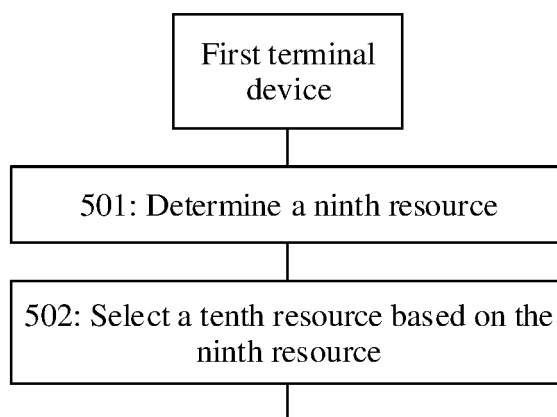 First terminal
device
501: Determine a ninth resource
502: Select a tenth resource based on the
ninth resource